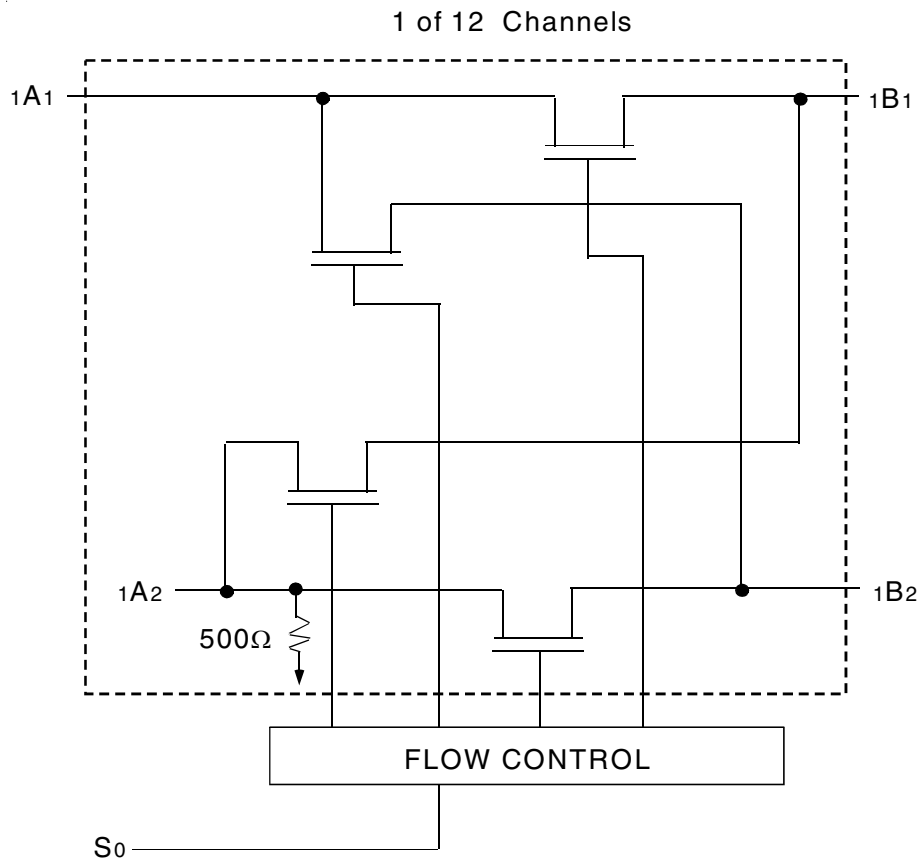 1 of 12 Channels
1A1
1B1
1A2
1B2
500Ω
FLOW CONTROL
S0